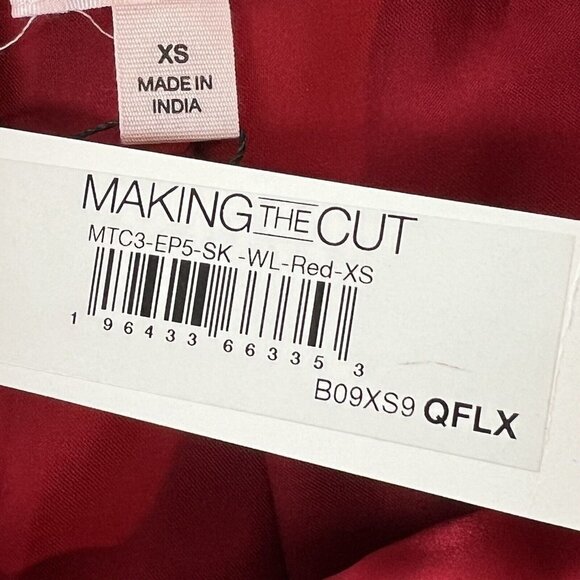 XS
MADE IN
INDIA
MAKING THE CUT
MTC3-EP5-SK -WL-Red-XS
1 96433 66335 3
B09XS9 QFLX